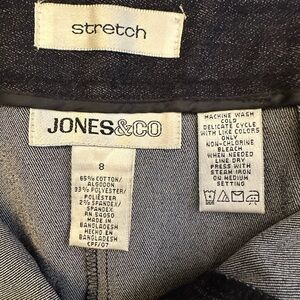 stretch
JONES&CO
8
65% COTTON/
ALGODON
33% POLYESTER/
POLIESTER
2% SPANDEX/
SPANDEX
RN 54050
MADE IN
BANGLADESH
HECHO EN
BANGLADESH
CPF/07
MACHINE WASH
COLD
DELICATE CYCLE
WITH LIKE COLORS
ONLY
NON-CHLORINE
BLEACH
WHEN NEEDED
LINE DRY
PRESS WITH
STEAM IRON
ON MEDIUM
SETTING